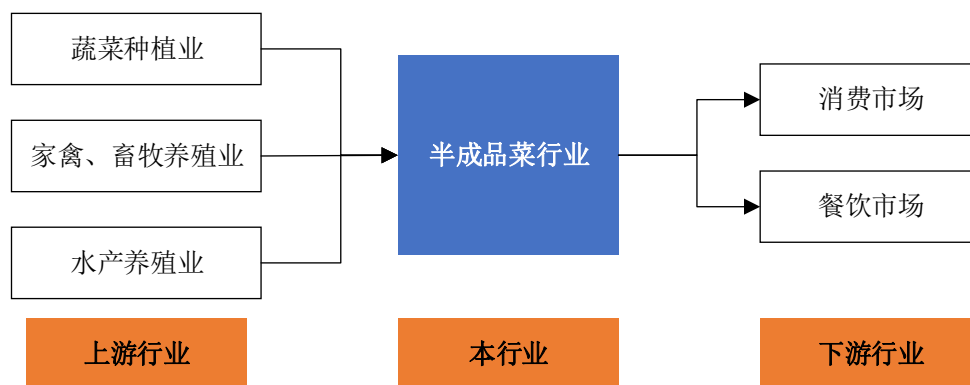 蔬菜种植业
家禽、畜牧养殖业
水产养殖业
半成品菜行业
消费市场
餐饮市场
上游行业
本行业
下游行业